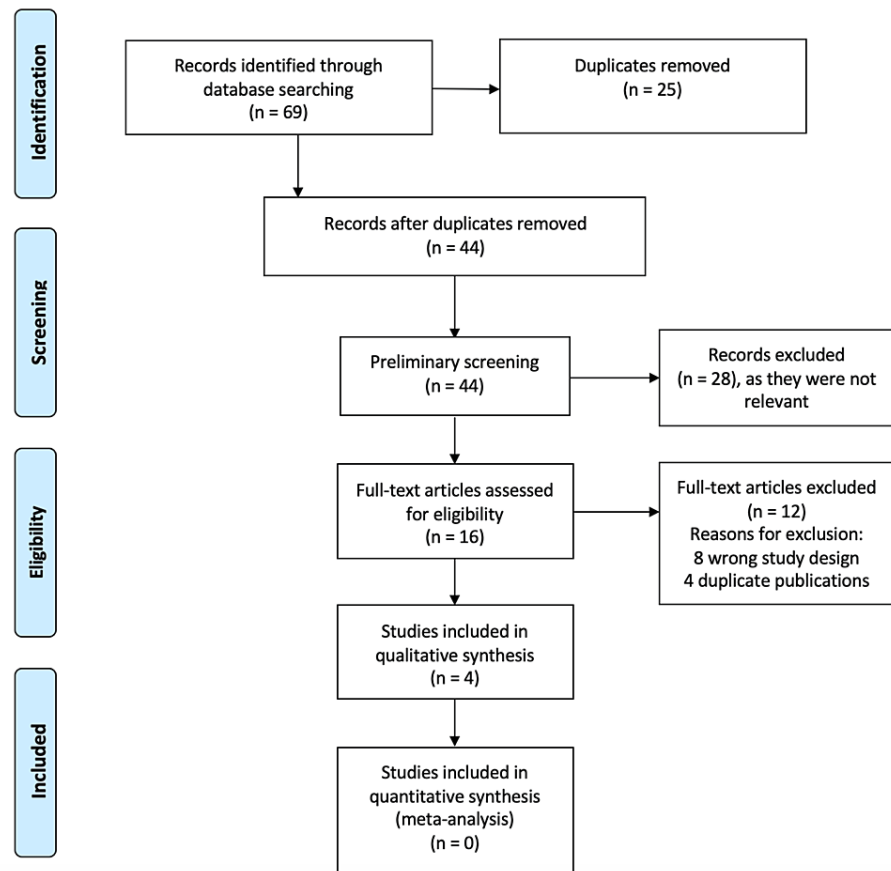 Identification
Records identified through
database searching
(n = 69)
Duplicates removed
(n = 25)
Records after duplicates removed
(n = 44)
Screening
Preliminary screening
(n = 44)
Records excluded
(n = 28), as they were not
relevant
Eligibility
Full-text articles assessed
for eligibility
(n = 16)
Full-text articles excluded
(n = 12)
Reasons for exclusion:
8 wrong study design
4 duplicate publications
Studies included in
qualitative synthesis
(n = 4)
Included
Studies included in
quantitative synthesis
(meta-analysis)
(n = 0)